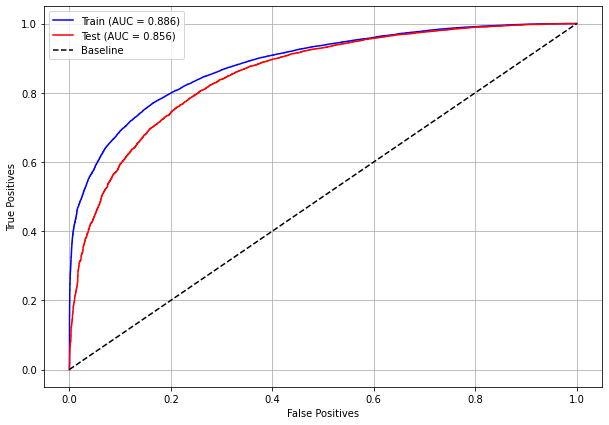 Train (AUC = 0.886)
Test (AUC = 0.856)
Baseline
True Positives
1.0
0.8
0.6
0.4
0.2
0.0
0.0 0.2 0.4 0.6 0.8 1.0
False Positives